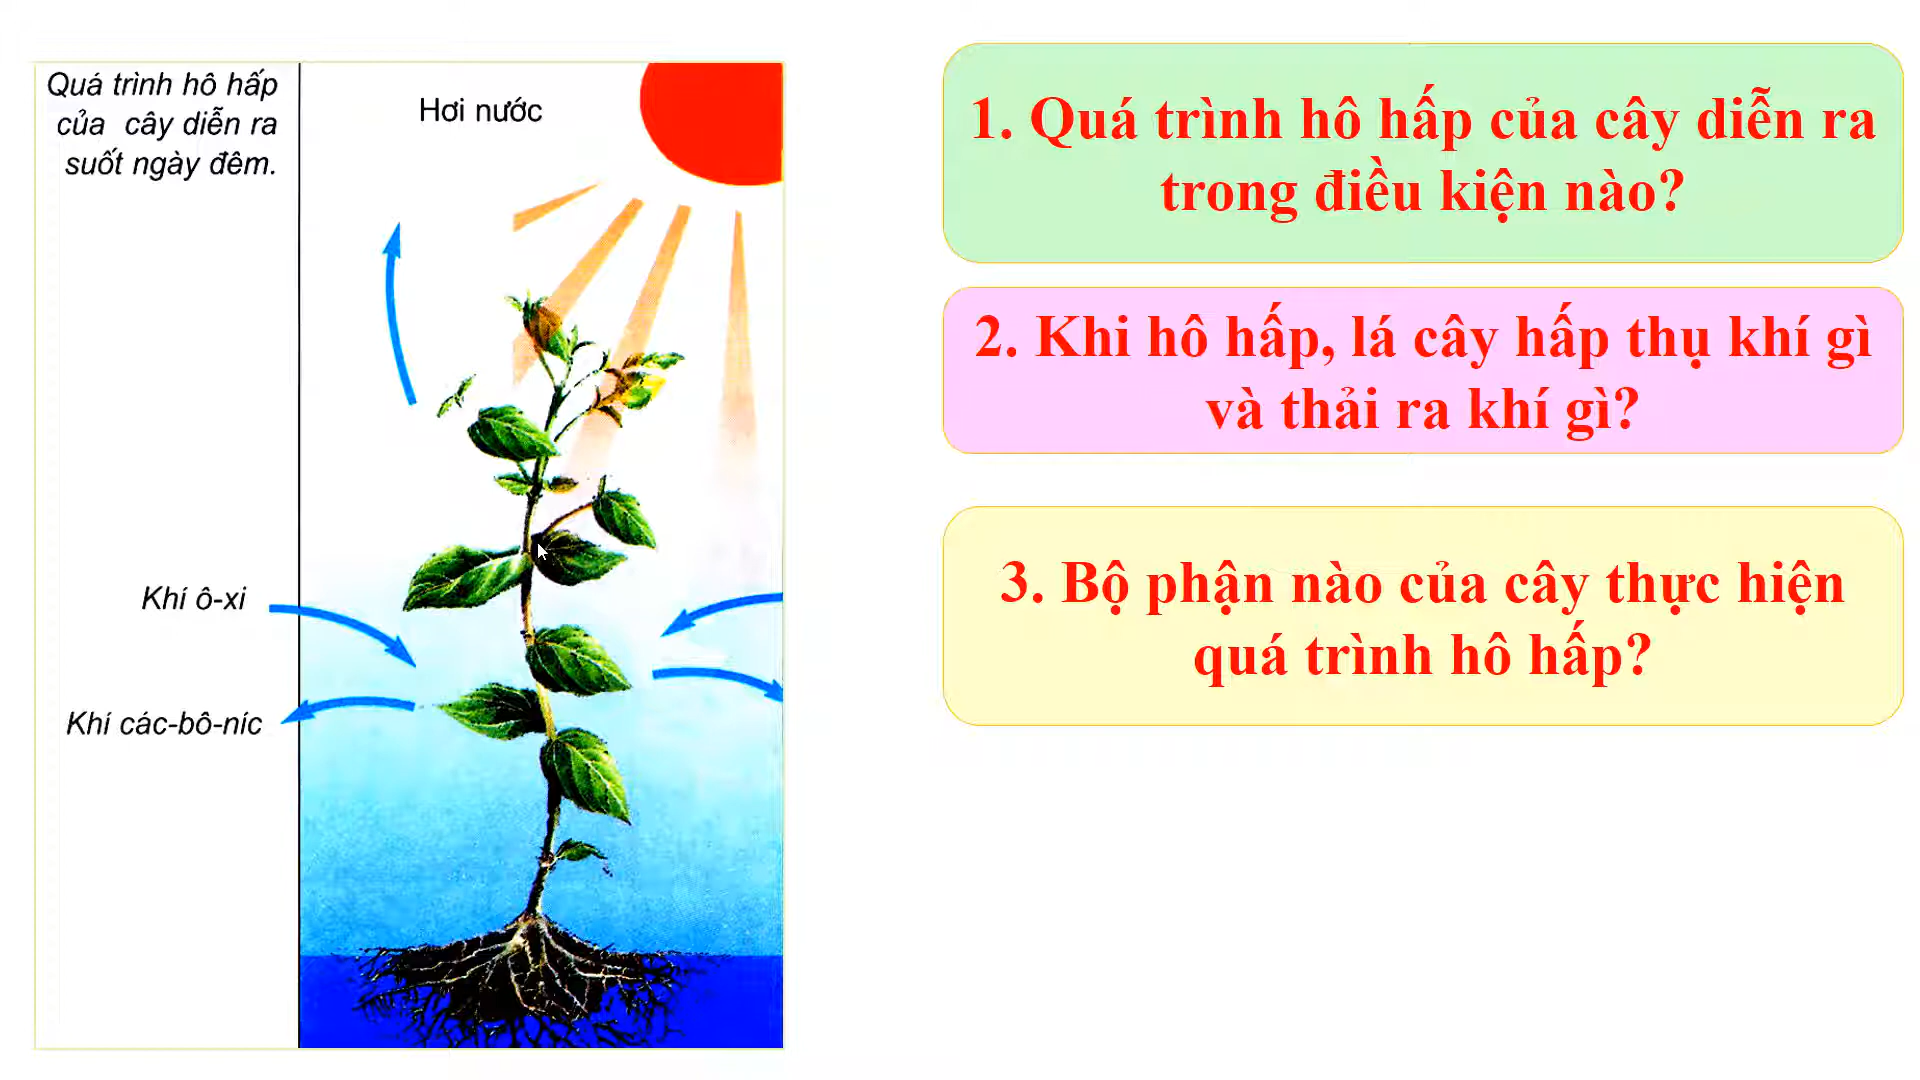 Quá trình hô hấp
của cây diễn ra
suốt ngày đêm.
Hơi nước
Khí ô-xi
Khí các-bô-níc
1. Quá trình hô hấp của cây diễn ra
trong điều kiện nào?
2. Khi hô hấp, lá cây hấp thụ khí gì
và thải ra khí gì?
3. Bộ phận nào của cây thực hiện
quá trình hô hấp?